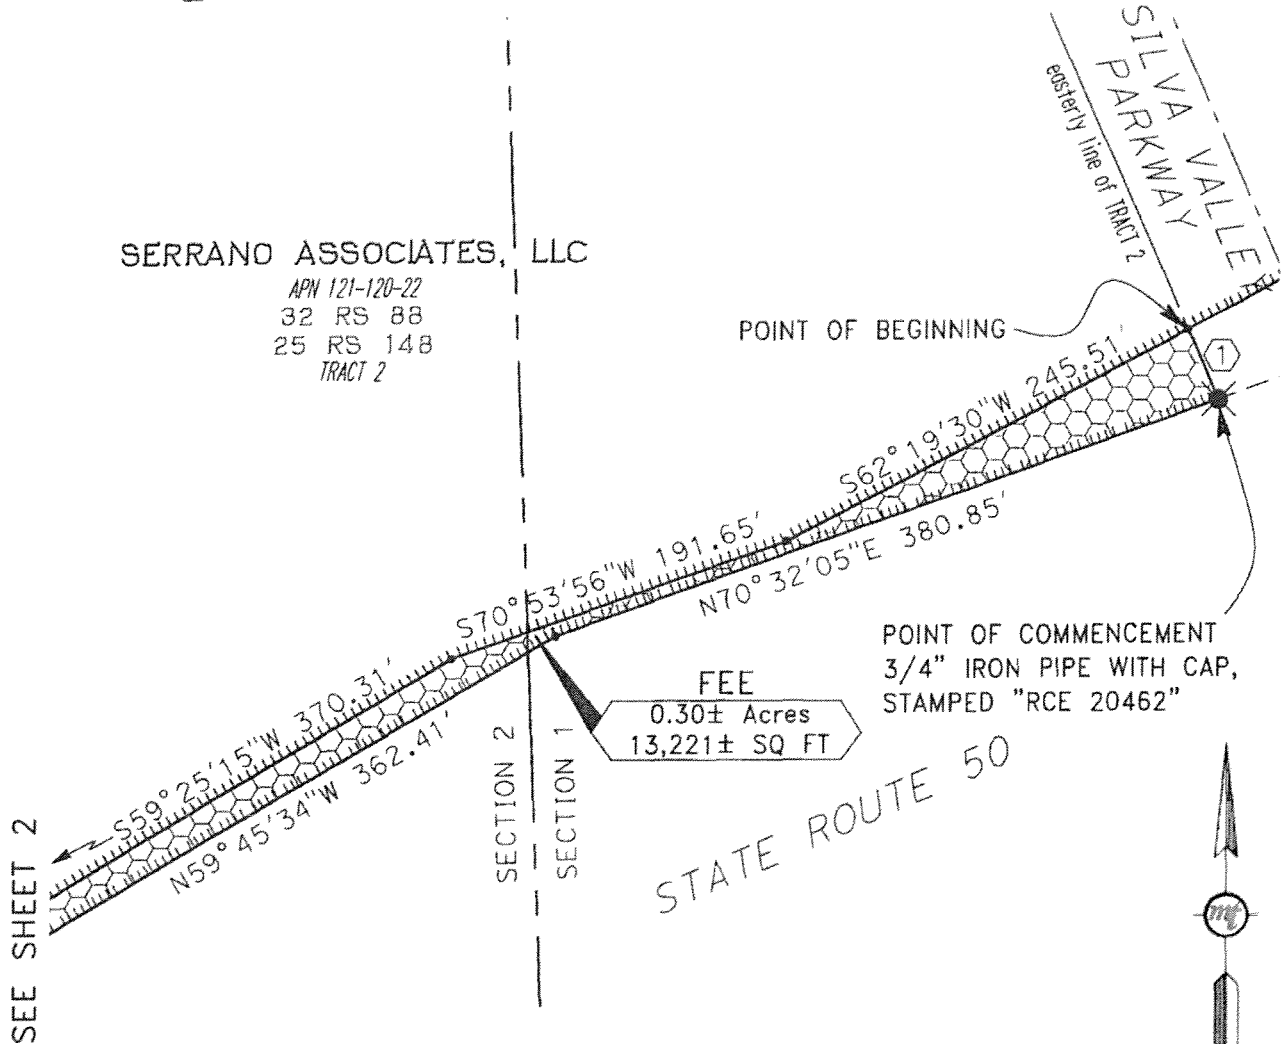 SILVA VALLEY
PARKWAY
easterly line of TRACT 2
SERRANO ASSOCIATES, LLC
APN 121-120-22
32 RS 88
25 RS 148
TRACT 2
POINT OF BEGINNING
1
S62°19'30"W 245.51'
S70°53'56"W 191.65'
N70°32'05"E 380.85'
POINT OF COMMENCEMENT
3/4" IRON PIPE WITH CAP,
STAMPED "RCE 20462"
FEE
0.30± Acres
13,221± SQ FT
S59°25'15"W 370.31'
N59°45'34"W 362.41'
SECTION 2
SECTION 1
STATE ROUTE 50
SEE SHEET 2